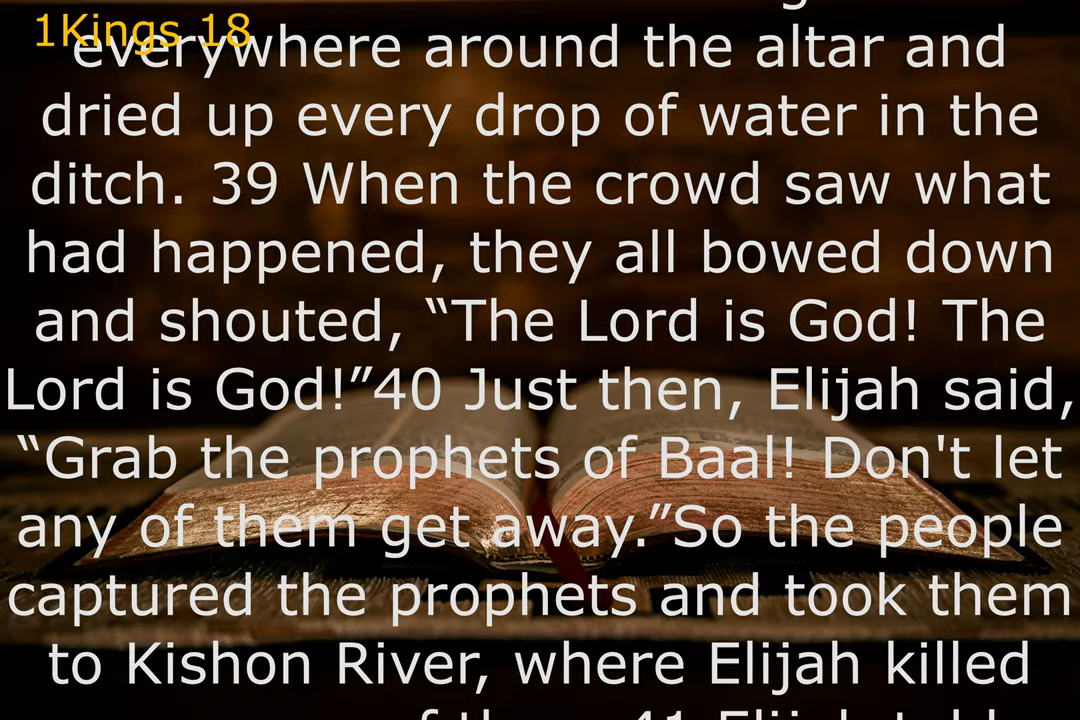 1Kings 18
everywhere around the altar and
dried up every drop of water in the
ditch. 39 When the crowd saw what
had happened, they all bowed down
and shouted, “The Lord is God! The
Lord is God!”40 Just then, Elijah said,
“Grab the prophets of Baal! Don't let
any of them get away.”So the people
captured the prophets and took them
to Kishon River, where Elijah killed
41 Elijah